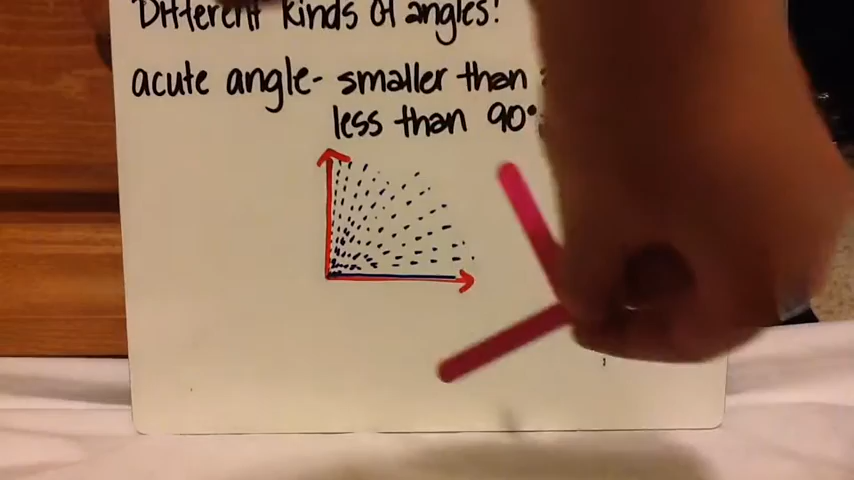 Different kinds of angles!
acute angle- smaller than
less than 90°